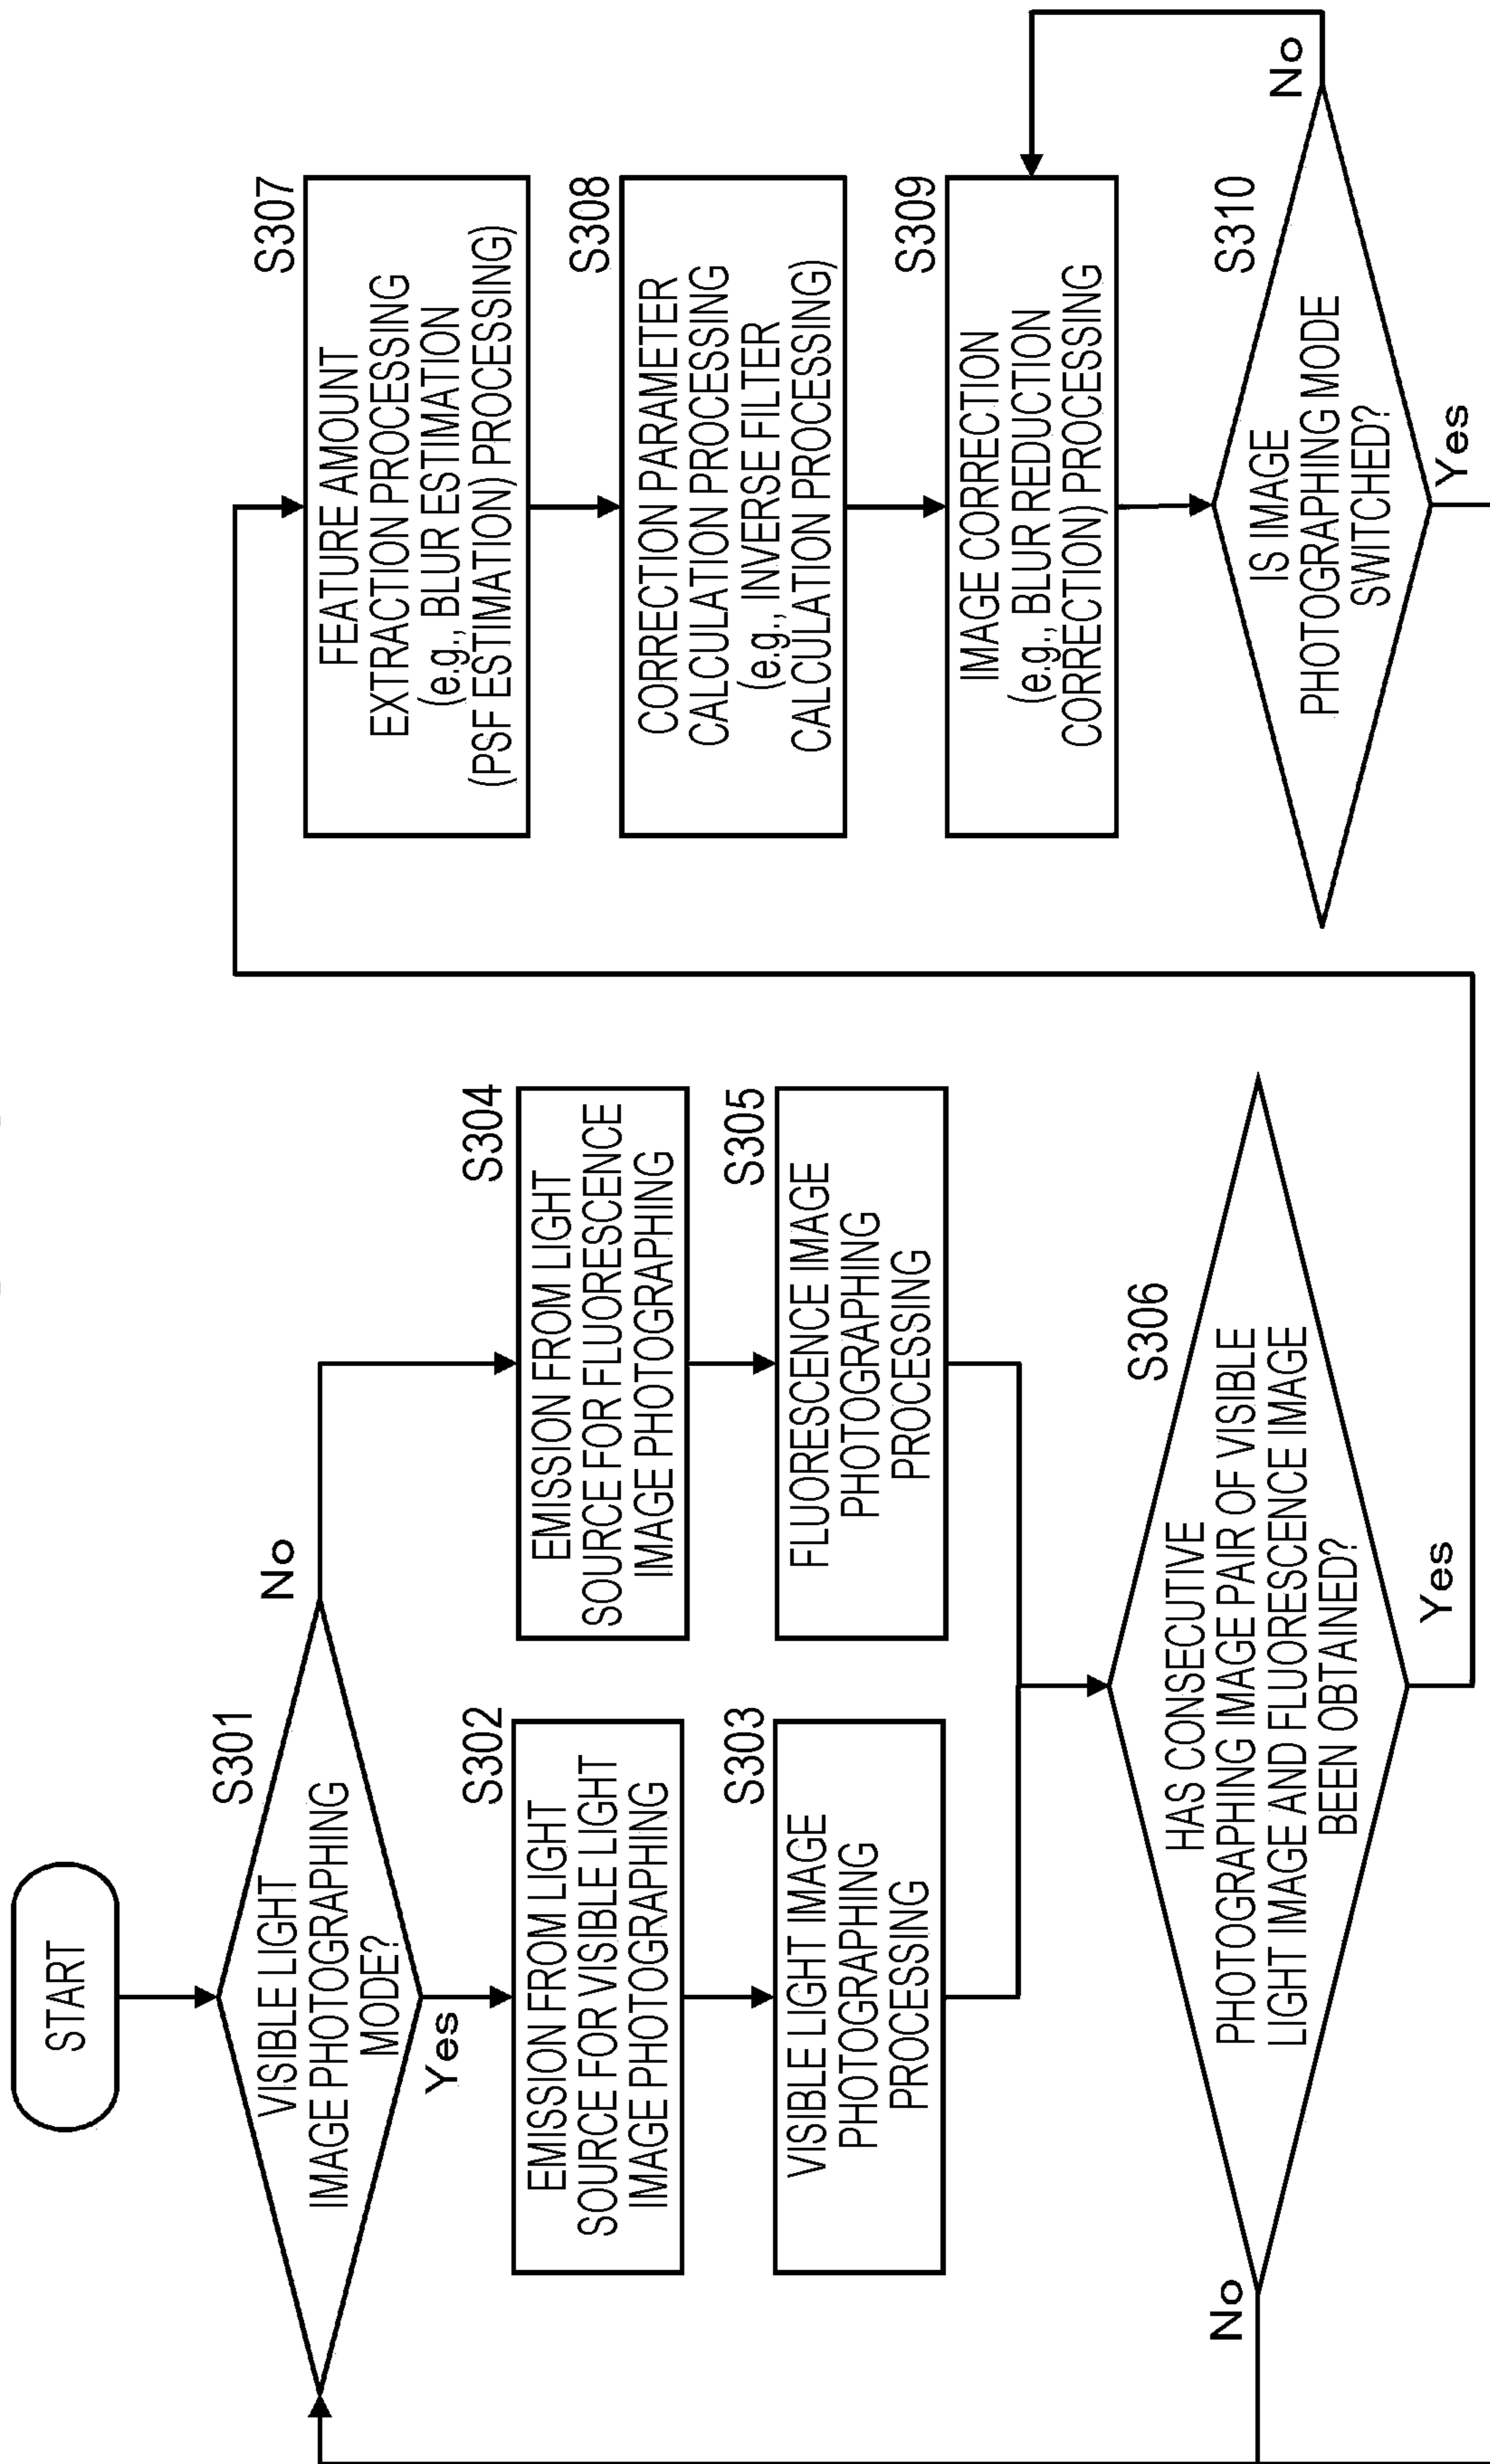 START
S301
VISIBLE LIGHT
IMAGE PHOTOGRAPHING
MODE?
No
Yes
S302
EMISSION FROM LIGHT
SOURCE FOR VISIBLE LIGHT
IMAGE PHOTOGRAPHING
S303
VISIBLE LIGHT IMAGE
PHOTOGRAPHING
PROCESSING
S304
EMISSION FROM LIGHT
SOURCE FOR FLUORESCENCE
IMAGE PHOTOGRAPHING
S305
FLUORESCENCE IMAGE
PHOTOGRAPHING
PROCESSING
S306
HAS CONSECUTIVE
PHOTOGRAPHING IMAGE PAIR OF VISIBLE
LIGHT IMAGE AND FLUORESCENCE IMAGE
BEEN OBTAINED?
No
Yes
S307
FEATURE AMOUNT
EXTRACTION PROCESSING
(e.g., BLUR ESTIMATION
(PSF ESTIMATION) PROCESSING)
S308
CORRECTION PARAMETER
CALCULATION PROCESSING
(e.g., INVERSE FILTER
CALCULATION PROCESSING)
S309
IMAGE CORRECTION
(e.g., BLUR REDUCTION
CORRECTION) PROCESSING
S310
IS IMAGE
PHOTOGRAPHING MODE
SWITCHED?
No
Yes